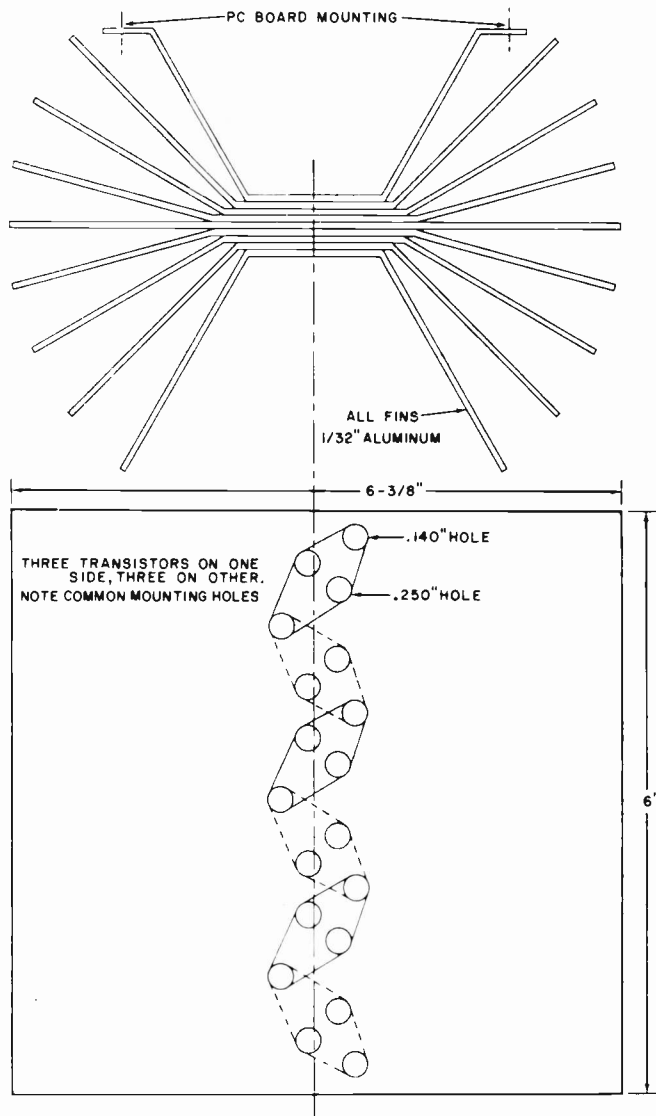 PC BOARD MOUNTING
ALL FINS
1/32" ALUMINUM
6-3/8"
THREE TRANSISTORS ON ONE
SIDE, THREE ON OTHER.
NOTE COMMON MOUNTING HOLES
.140" HOLE
.250" HOLE
6"